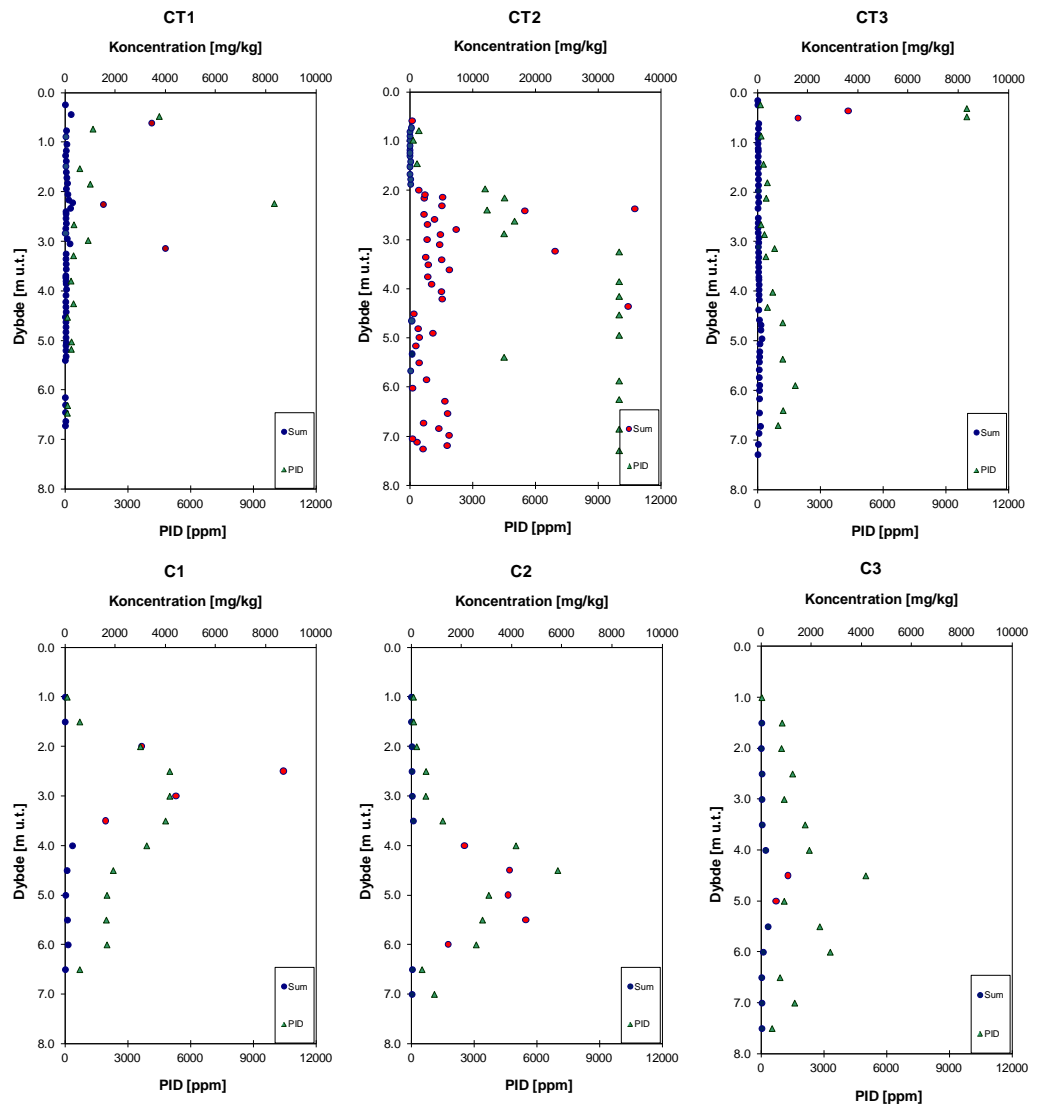 CT1
Koncentration [mg/kg]
0 2000 4000 6000 8000 10000
0.0
1.0
2.0
3.0
4.0
5.0
6.0
7.0
8.0
Dybde [m u.t.]
Sum
PID
0 3000 6000 9000 12000
PID [ppm]
CT2
Koncentration [mg/kg]
0 10000 20000 30000 40000
0.0
1.0
2.0
3.0
4.0
5.0
6.0
7.0
8.0
Dybde [m u.t.]
Sum
PID
0 3000 6000 9000 12000
PID [ppm]
CT3
Koncentration [mg/kg]
0 2000 4000 6000 8000 10000
0.0
1.0
2.0
3.0
4.0
5.0
6.0
7.0
8.0
Dybde [m u.t.]
Sum
PID
0 3000 6000 9000 12000
PID [ppm]
C1
Koncentration [mg/kg]
0 2000 4000 6000 8000 10000
0.0
1.0
2.0
3.0
4.0
5.0
6.0
7.0
8.0
Dybde [m u.t.]
Sum
PID
0 3000 6000 9000 12000
PID [ppm]
C2
Koncentration [mg/kg]
0 2000 4000 6000 8000 10000
0.0
1.0
2.0
3.0
4.0
5.0
6.0
7.0
8.0
Dybde [m u.t.]
Sum
PID
0 3000 6000 9000 12000
PID [ppm]
C3
Koncentration [mg/kg]
0 2000 4000 6000 8000 10000
0.0
1.0
2.0
3.0
4.0
5.0
6.0
7.0
8.0
Dybde [m u.t.]
Sum
PID
0 3000 6000 9000 12000
PID [ppm]